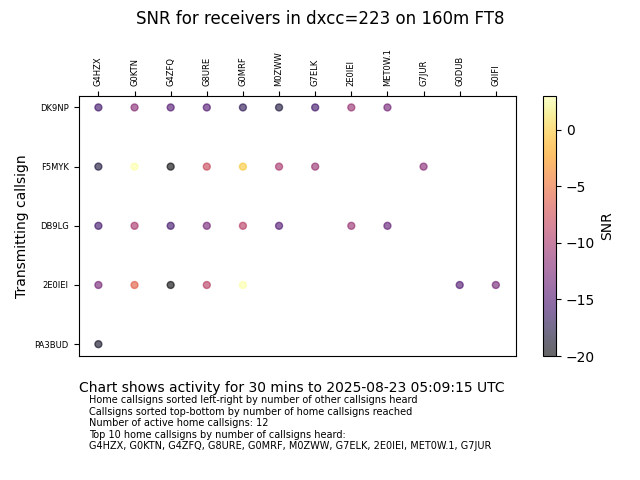 SNR for receivers in dxcc=223 on 160m FT8
G4HZX G0KTN G4ZFQ G8URE G0MRF M0ZWW G7ELK 2E0IEI MET0W.1 G7JUR G0DUB G0IFI
DK9NP
F5MYK
DB9LG
2E0IEI
PA3BUD
Transmitting callsign
0
−5
−10
−15
−20
SNR
Chart shows activity for 30 mins to 2025-08-23 05:09:15 UTC
Home callsigns sorted left-right by number of other callsigns heard
Callsigns sorted top-bottom by number of home callsigns reached
Number of active home callsigns: 12
Top 10 home callsigns by number of callsigns heard:
G4HZX, G0KTN, G4ZFQ, G8URE, G0MRF, M0ZWW, G7ELK, 2E0IEI, MET0W.1, G7JUR